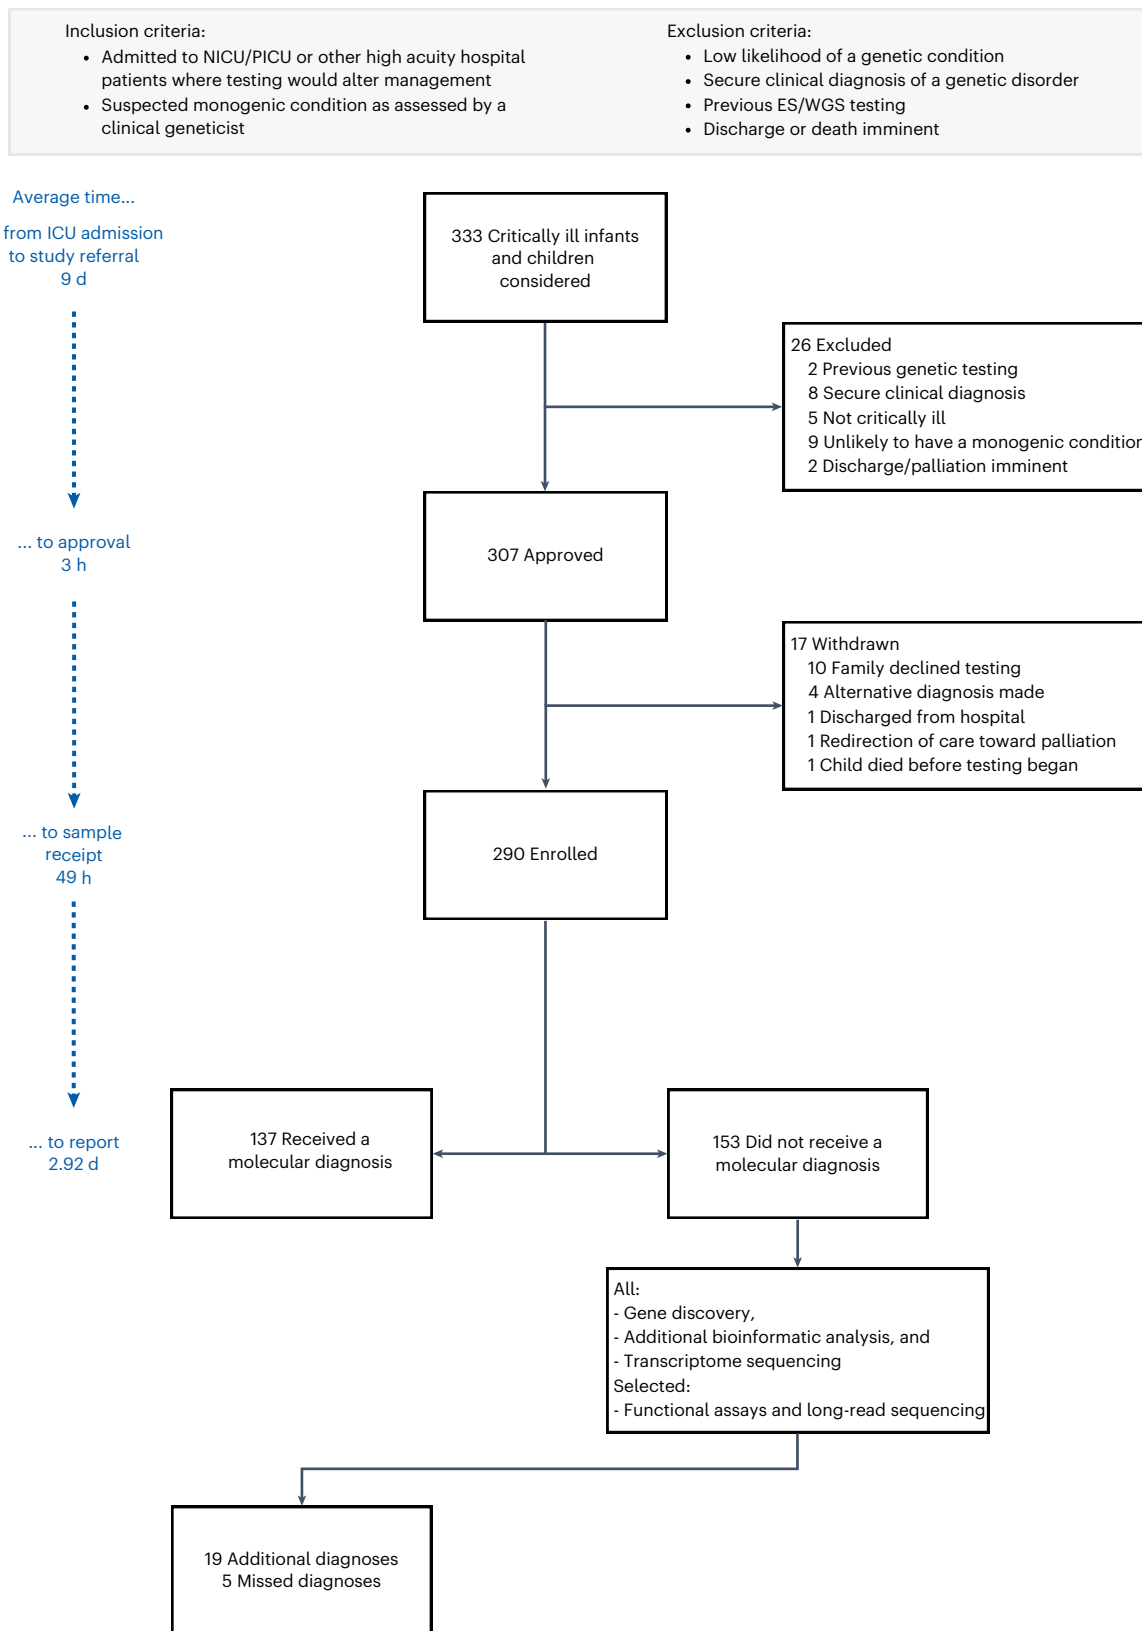 Inclusion criteria:
• Admitted to NICU/PICU or other high acuity hospital
patients where testing would alter management
• Suspected monogenic condition as assessed by a
clinical geneticist
Exclusion criteria:
• Low likelihood of a genetic condition
• Secure clinical diagnosis of a genetic disorder
• Previous ES/WGS testing
• Discharge or death imminent
Average time...
from ICU admission
to study referral
9 d
333 Critically ill infants
and children
considered
26 Excluded
2 Previous genetic testing
8 Secure clinical diagnosis
5 Not critically ill
9 Unlikely to have a monogenic condition
2 Discharge/palliation imminent
... to approval
3 h
307 Approved
17 Withdrawn
10 Family declined testing
4 Alternative diagnosis made
1 Discharged from hospital
1 Redirection of care toward palliation
1 Child died before testing began
... to sample
receipt
49 h
290 Enrolled
... to report
2.92 d
137 Received a
molecular diagnosis
153 Did not receive a
molecular diagnosis
All:
- Gene discovery,
- Additional bioinformatic analysis, and
- Transcriptome sequencing
Selected:
- Functional assays and long-read sequencing
19 Additional diagnoses
5 Missed diagnoses